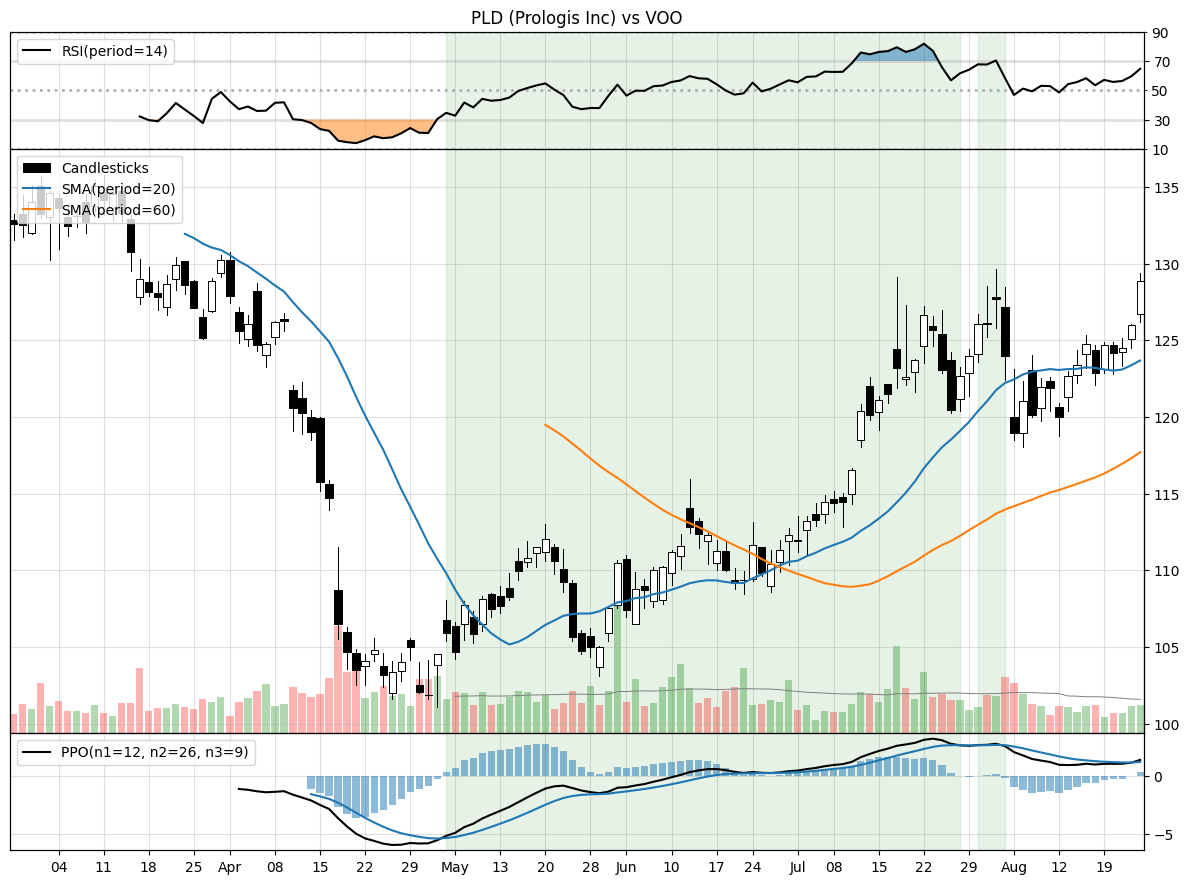 PLD (Prologis Inc) vs VOO
RSI(period=14)
90
70
50
30
10
Candlesticks
SMA(period=20)
SMA(period=60)
135
130
125
120
115
110
105
100
PPO(n1=12, n2=26, n3=9)
0
−5
04 11 18 25 Apr 08 15 22 29 May 13 20 28 Jun 10 17 24 Jul 08 15 22 29 Aug 12 19